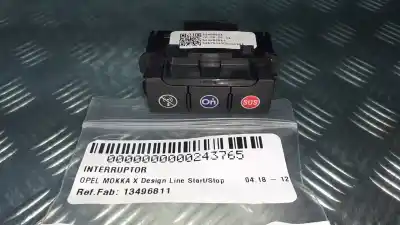 On
SOS
0000000000243765
INTERRUPTOR
OPEL MOKKA X Design Line Start/Stop 04.18 - 12
Ref.Fab: 13496811